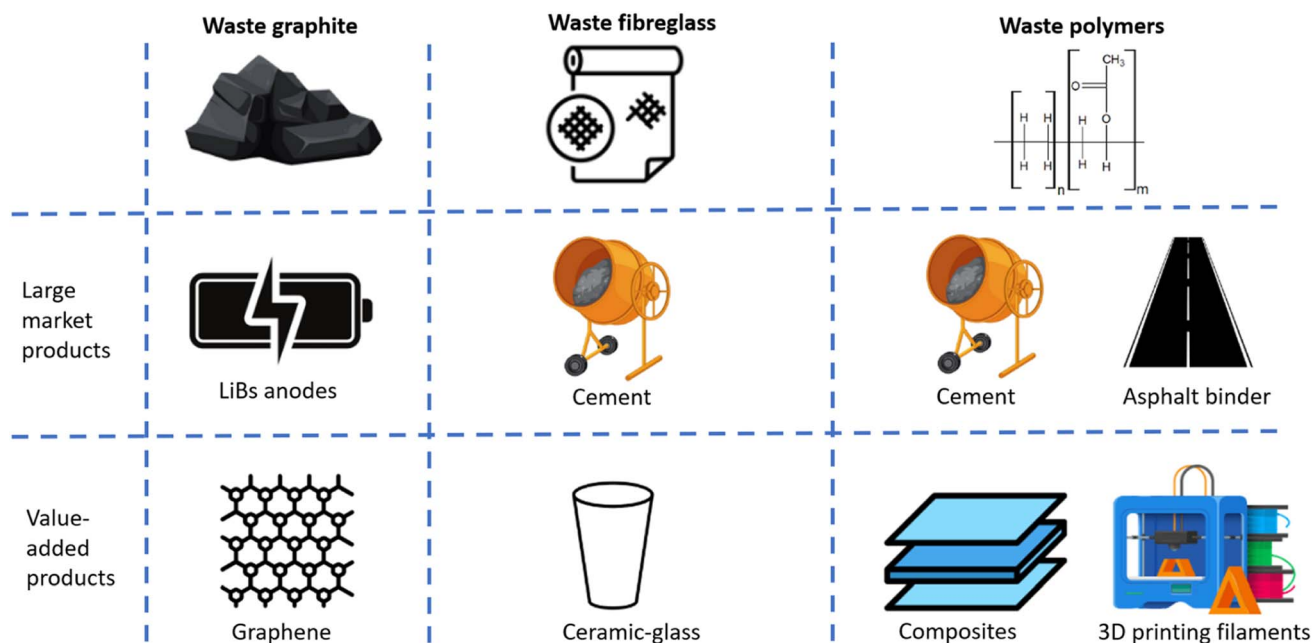 Waste graphite
Waste fibreglass
Waste polymers
CH3
O
O
H
H
H
H
H
H
n
m
Large
market
products
LiBs anodes
Cement
Cement
Asphalt binder
Value-
added
products
Graphene
Ceramic-glass
Composites
3D printing filaments